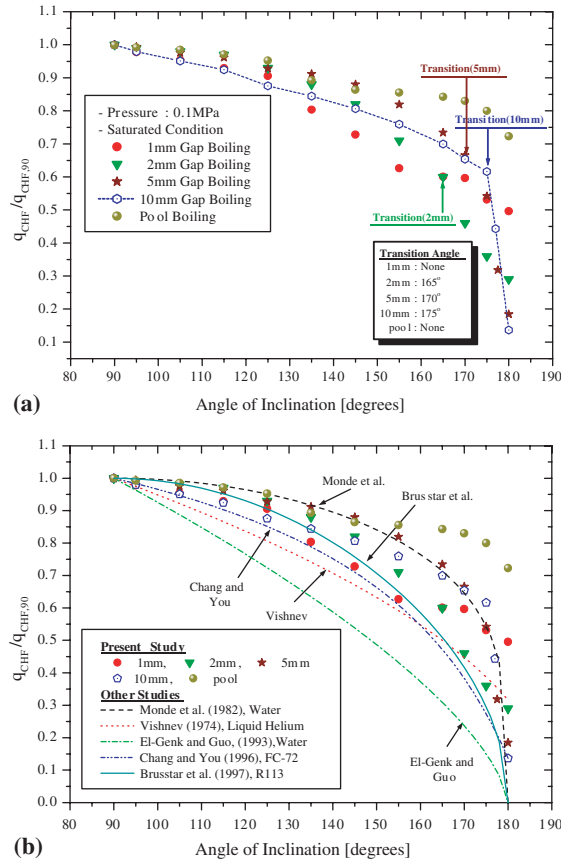 1.1
1.0
0.9
0.8
0.7
0.6
0.5
0.4
0.3
0.2
0.1
0.0
qCHF/qCHF,90
- Pressure : 0.1MPa
- Saturated Condition
1mm Gap Boiling
2mm Gap Boiling
5mm Gap Boiling
10mm Gap Boiling
Pool Boiling
Transition(5mm)
Transition(10mm)
Transition(2mm)
Transition Angle
1mm : None
2mm : 165°
5mm : 170°
10mm : 175°
pool : None
80 90 100 110 120 130 140 150 160 170 180 190
Angle of Inclination [degrees]
(a)
1.1
1.0
0.9
0.8
0.7
0.6
0.5
0.4
0.3
0.2
0.1
0.0
qCHF/qCHF,90
Monde et al.
Brusstar et al.
Chang and
You
Vishnev
El-Genk and
Guo
Present Study
1mm, 2mm, 5mm
10mm, pool
Other Studies
Monde et al. (1982), Water
Vishnev (1974), Liquid Helium
El-Genk and Guo, (1993),Water
Chang and You (1996), FC-72
Brusstar et al. (1997), R113
80 90 100 110 120 130 140 150 160 170 180 190
Angle of Inclination [degrees]
(b)